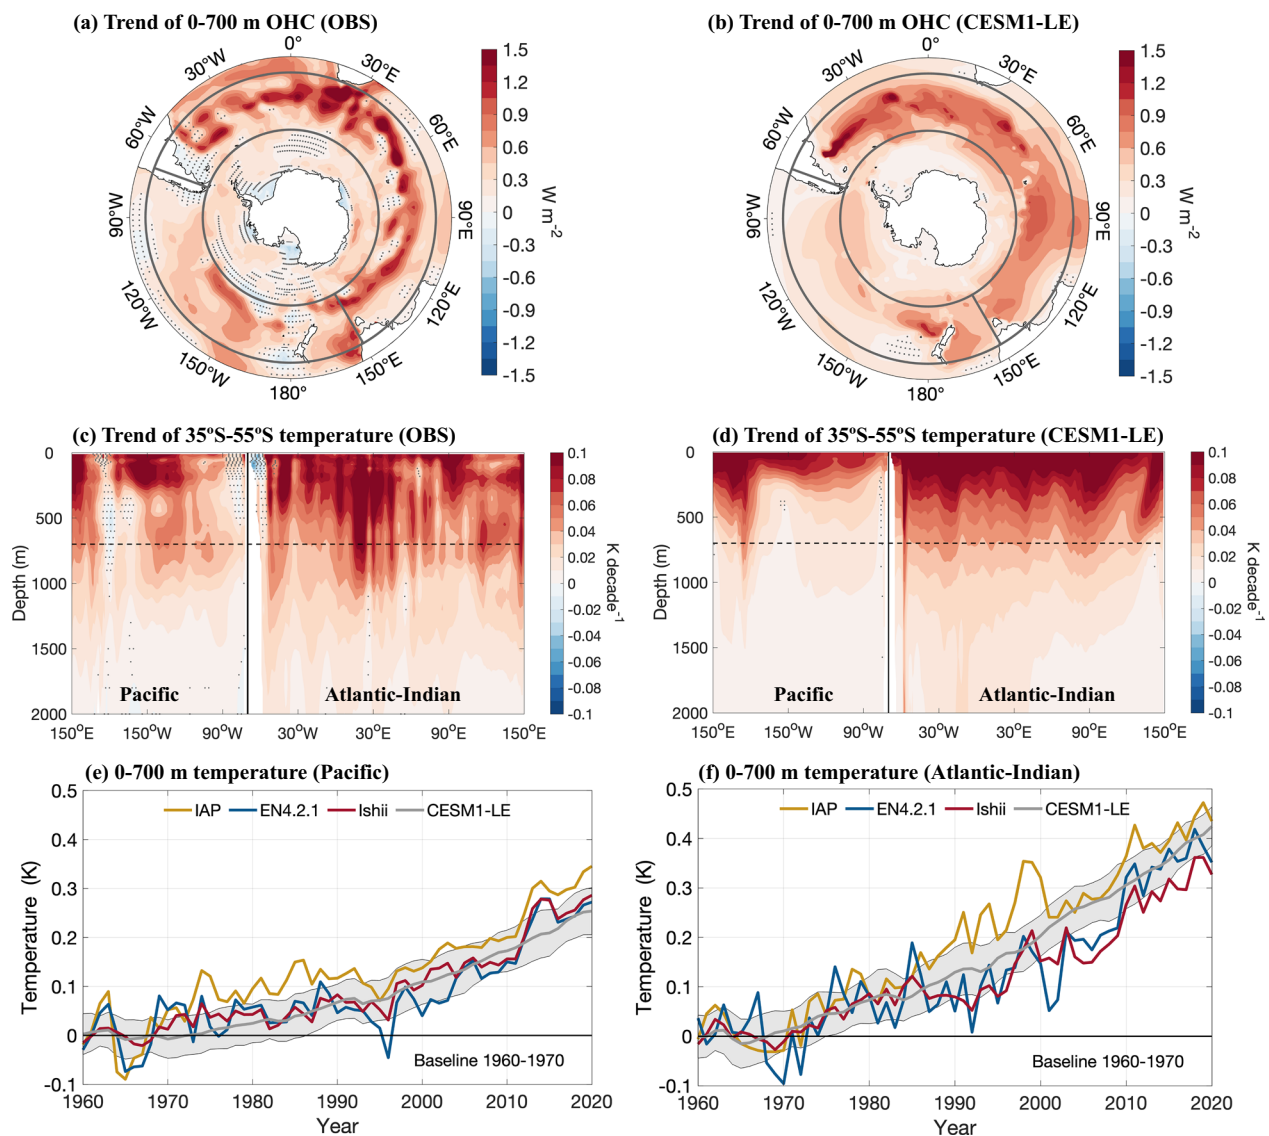 (a) Trend of 0-700 m OHC (OBS)
0°
30°E
60°E
90°E
120°E
150°E
180°
150°W
120°W
90°W
60°W
30°W
1.5
1.2
0.9
0.6
0.3
0
-0.3
-0.6
-0.9
-1.2
-1.5
W m-2
(b) Trend of 0-700 m OHC (CESM1-LE)
0°
30°E
60°E
90°E
120°E
150°E
180°
150°W
120°W
90°W
60°W
30°W
1.5
1.2
0.9
0.6
0.3
0
-0.3
-0.6
-0.9
-1.2
-1.5
W m-2
(c) Trend of 35°S-55°S temperature (OBS)
0
500
1000
1500
2000
Depth (m)
Pacific
Atlantic-Indian
150°E
150°W
90°W
30°W
30°E
90°E
150°E
0.1
0.08
0.06
0.04
0.02
0
-0.02
-0.04
-0.06
-0.08
-0.1
K decade-1
(d) Trend of 35°S-55°S temperature (CESM1-LE)
0
500
1000
1500
2000
Depth (m)
Pacific
Atlantic-Indian
150°E
150°W
90°W
30°W
30°E
90°E
150°E
0.1
0.08
0.06
0.04
0.02
0
-0.02
-0.04
-0.06
-0.08
-0.1
K decade-1
(e) 0-700 m temperature (Pacific)
IAP EN4.2.1 Ishii CESM1-LE
0.5
0.4
0.3
0.2
0.1
0
-0.1
Temperature (K)
Baseline 1960-1970
1960 1970 1980 1990 2000 2010 2020
Year
(f) 0-700 m temperature (Atlantic-Indian)
IAP EN4.2.1 Ishii CESM1-LE
0.5
0.4
0.3
0.2
0.1
0
-0.1
Temperature (K)
Baseline 1960-1970
1960 1970 1980 1990 2000 2010 2020
Year